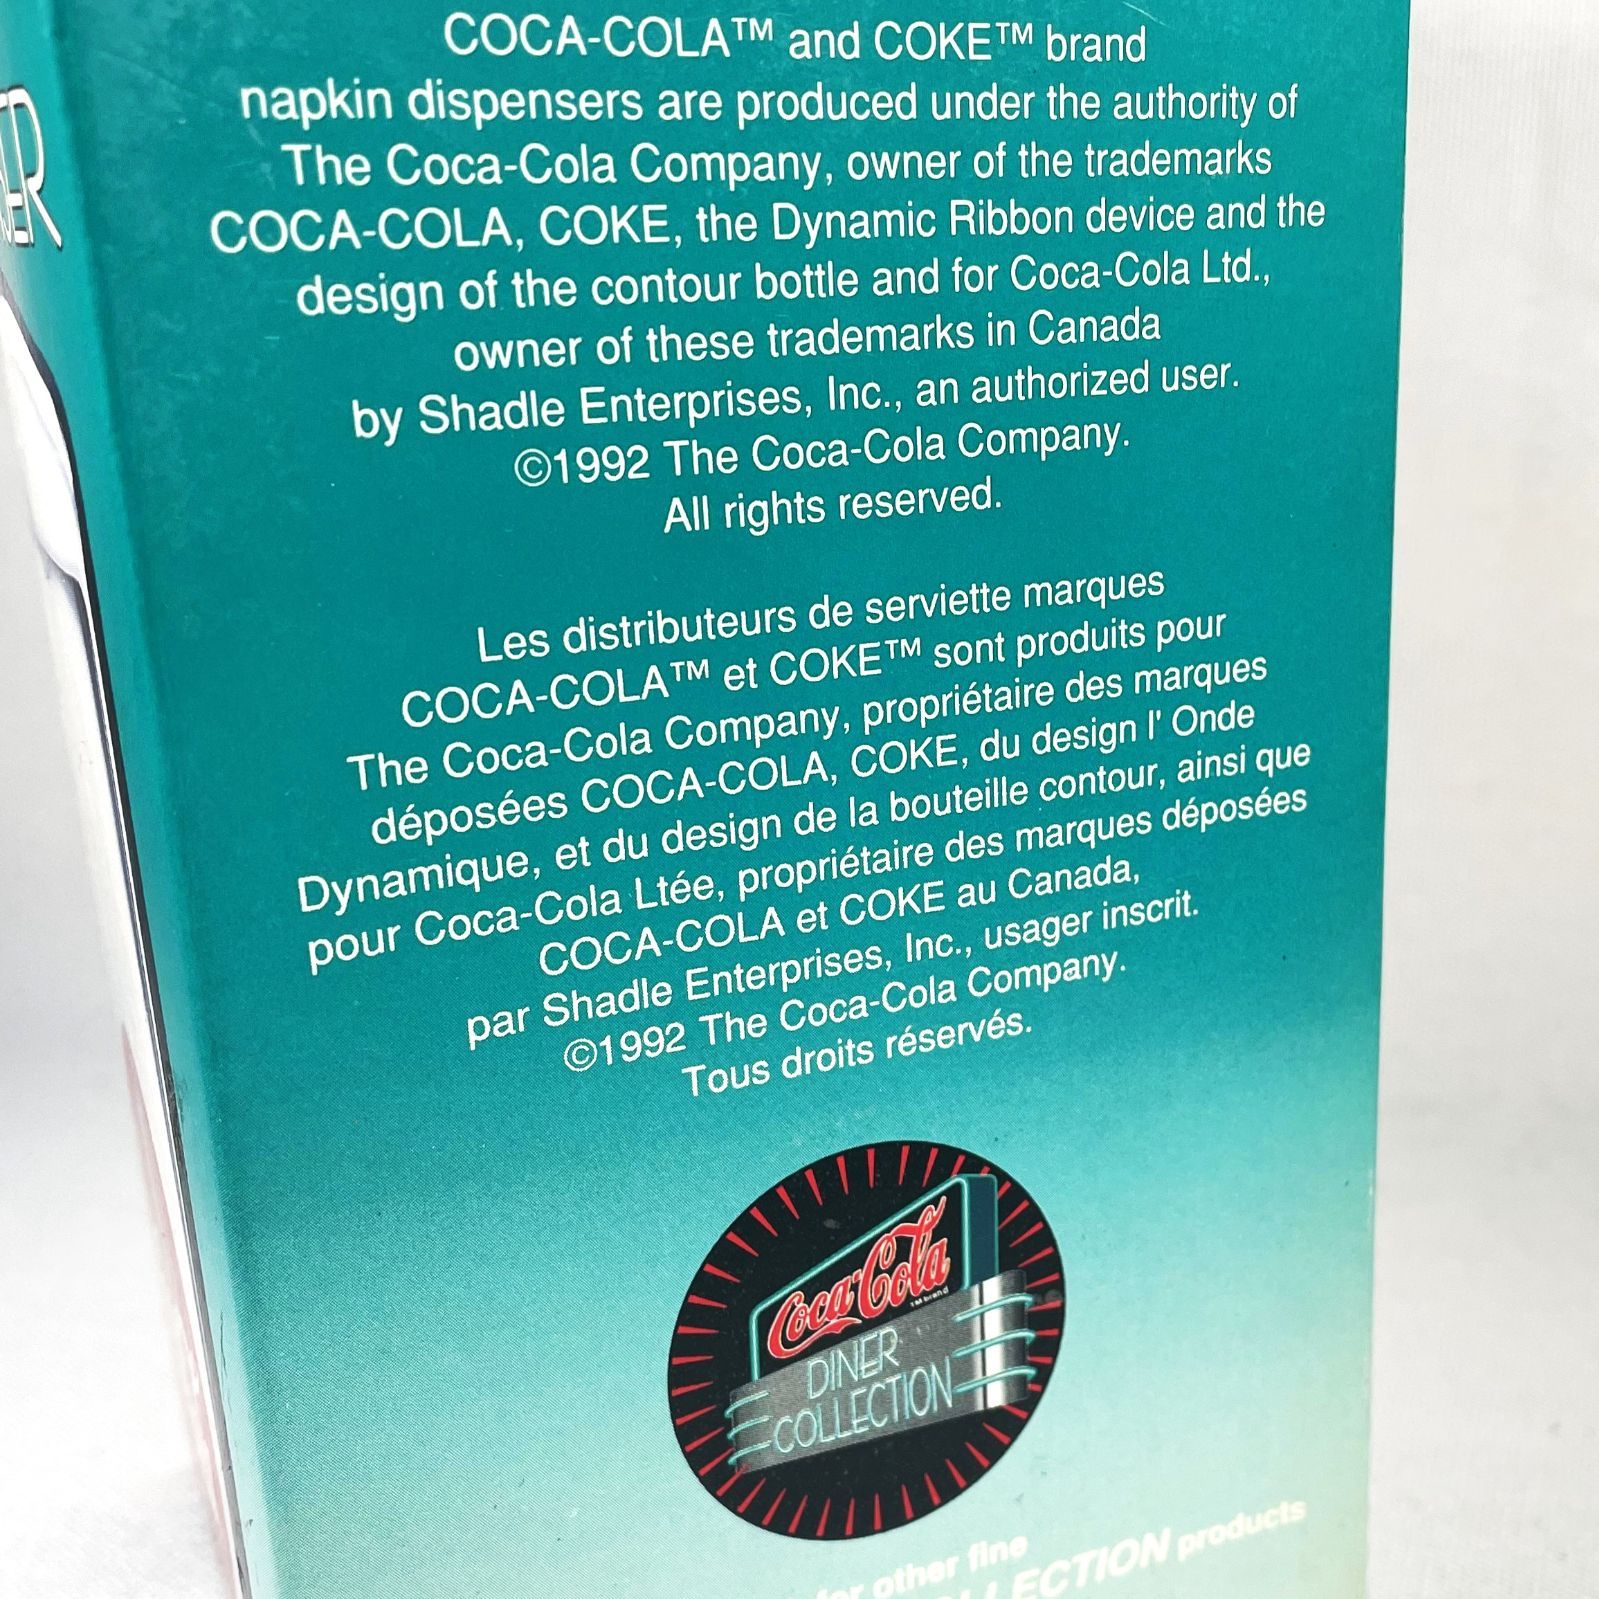 COCA-COLA™ and COKE™ brand
napkin dispensers are produced under the authority of
The Coca-Cola Company, owner of the trademarks
COCA-COLA, COKE, the Dynamic Ribbon device and the
design of the contour bottle and for Coca-Cola Ltd.,
owner of these trademarks in Canada
by Shadle Enterprises, Inc., an authorized user.
©1992 The Coca-Cola Company.
All rights reserved.
Les distributeurs de serviette marques
COCA-COLA™ et COKE™ sont produits pour
The Coca-Cola Company, propriétaire des marques
déposées COCA-COLA, COKE, du design l' Onde
Dynamique, et du design de la bouteille contour, ainsi que
pour Coca-Cola Ltée, propriétaire des marques déposées
COCA-COLA et COKE au Canada,
par Shadle Enterprises, Inc., usager inscrit.
©1992 The Coca-Cola Company.
Tous droits réservés.
Coca-Cola
TM brand
DINER
COLLECTION
for other fine
COLLECTION products